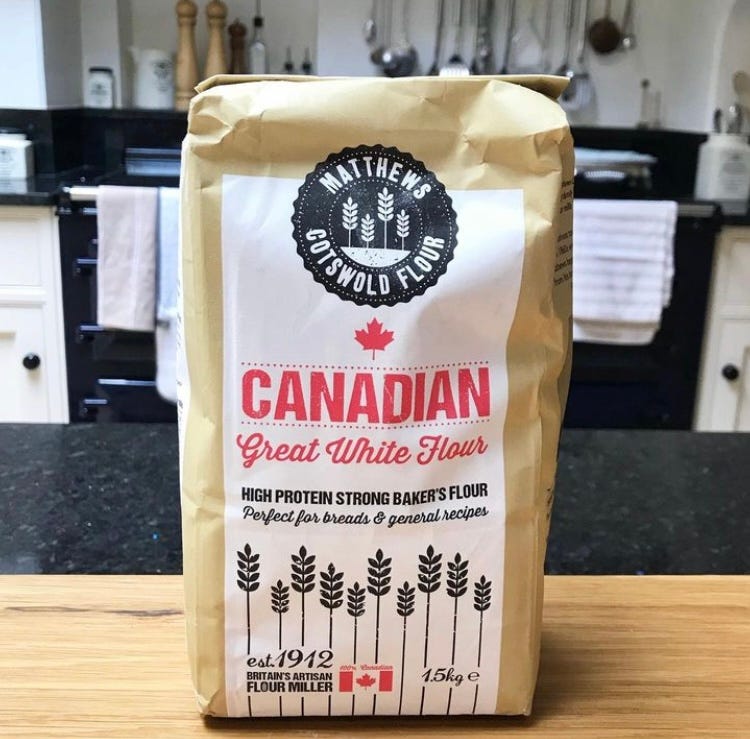 MATTHEWS
COTSWOLD FLOUR
CANADIAN
Great White Flour
HIGH PROTEIN STRONG BAKER'S FLOUR
Perfect for breads & general recipes
est.1912
BRITAIN'S ARTISAN
FLOUR MILLER
100% Canadian
1.5kg e